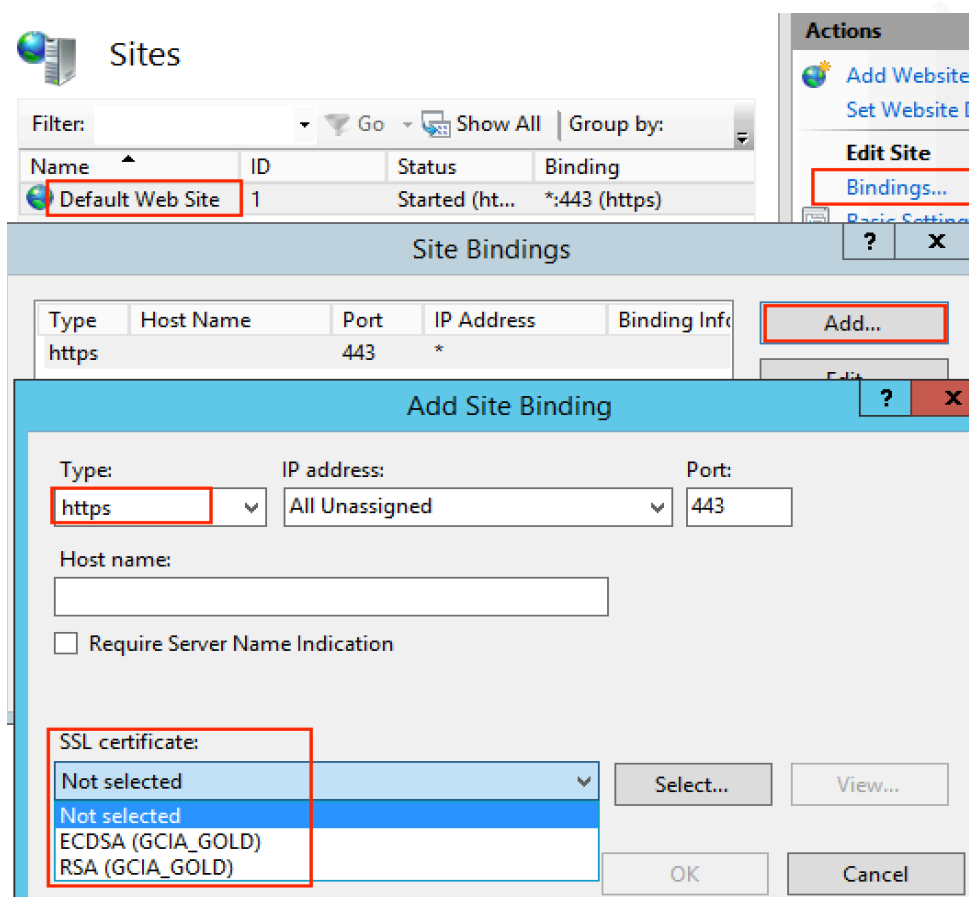 Sites
Actions
Add Website
Set Website D
Filter:
Go
Show All
Group by:
Edit Site
Name
ID
Status
Binding
Bindings...
Default Web Site
1
Started (ht...
*:443 (https)
Basic Setting
Site Bindings
?
x
Type
Host Name
Port
IP Address
Binding Info
Add...
https
443
*
Edit
Add Site Binding
?
x
Type:
IP address:
Port:
https
All Unassigned
443
Host name:
Require Server Name Indication
SSL certificate:
Not selected
Select...
View...
Not selected
ECDSA (GCIA_GOLD)
RSA (GCIA_GOLD)
OK
Cancel